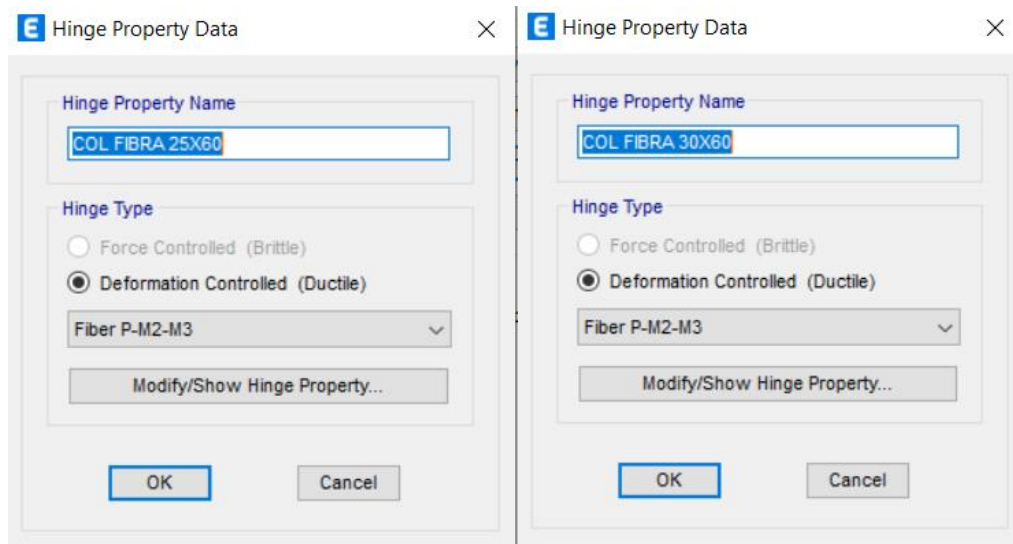 E Hinge Property Data
Hinge Property Name
COL FIBRA 25X60
Hinge Type
Force Controlled (Brittle)
Deformation Controlled (Ductile)
Fiber P-M2-M3
Modify/Show Hinge Property...
OK Cancel
E Hinge Property Data
Hinge Property Name
COL FIBRA 30X60
Hinge Type
Force Controlled (Brittle)
Deformation Controlled (Ductile)
Fiber P-M2-M3
Modify/Show Hinge Property...
OK Cancel